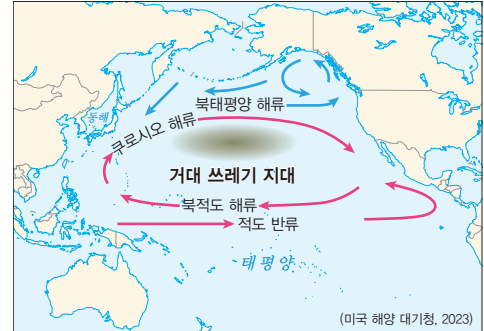 북태평양 해류
동해
쿠로시오 해류
거대 쓰레기 지대
북적도 해류
적도 반류
태평양
(미국 해양 대기청, 2023)